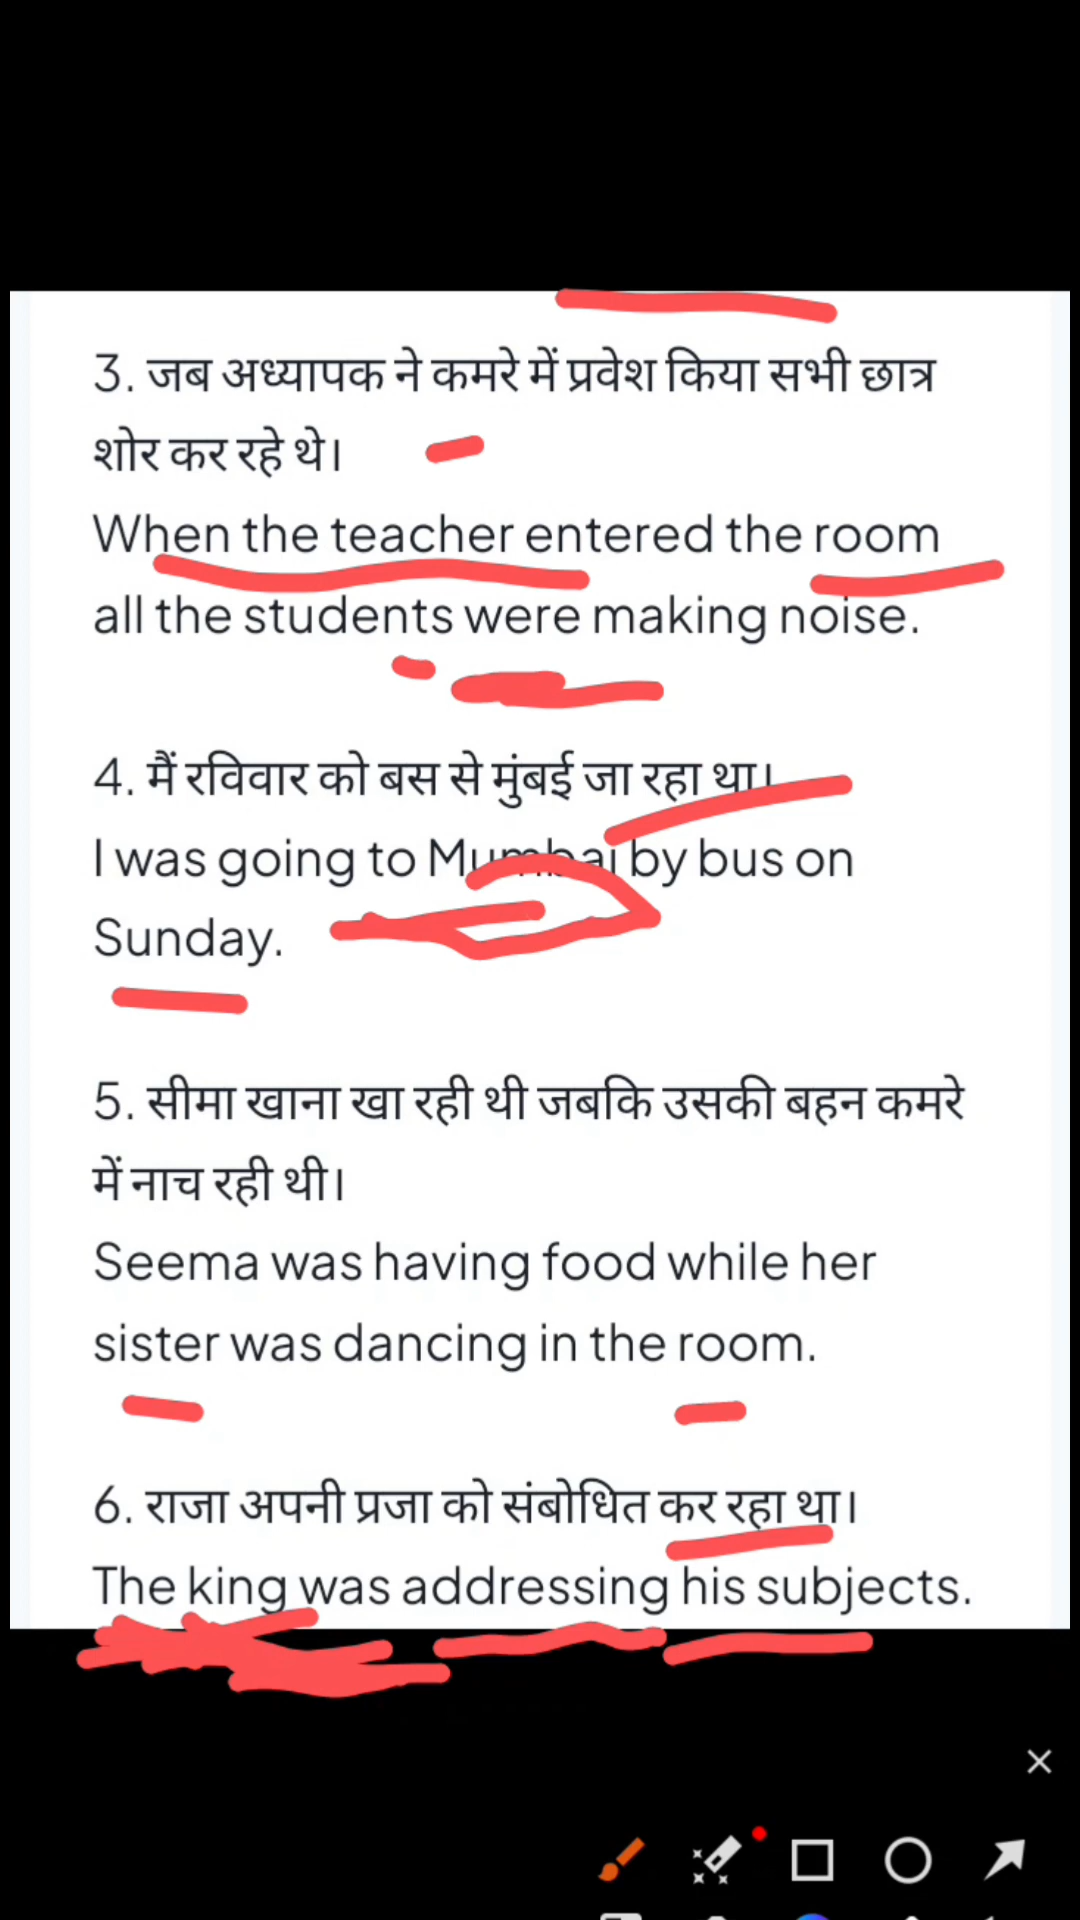 3. जब अध्यापक ने कमरे में प्रवेश किया सभी छात्र
शोर कर रहे थे।
When the teacher entered the room
all the students were making noise.
4. मैं रविवार को बस से मुंबई जा रहा था।
I was going to Mumbai by bus on
Sunday.
5. सीमा खाना खा रही थी जबकि उसकी बहन कमरे
में नाच रही थी।
Seema was having food while her
sister was dancing in the room.
6. राजा अपनी प्रजा को संबोधित कर रहा था।
The king was addressing his subjects.